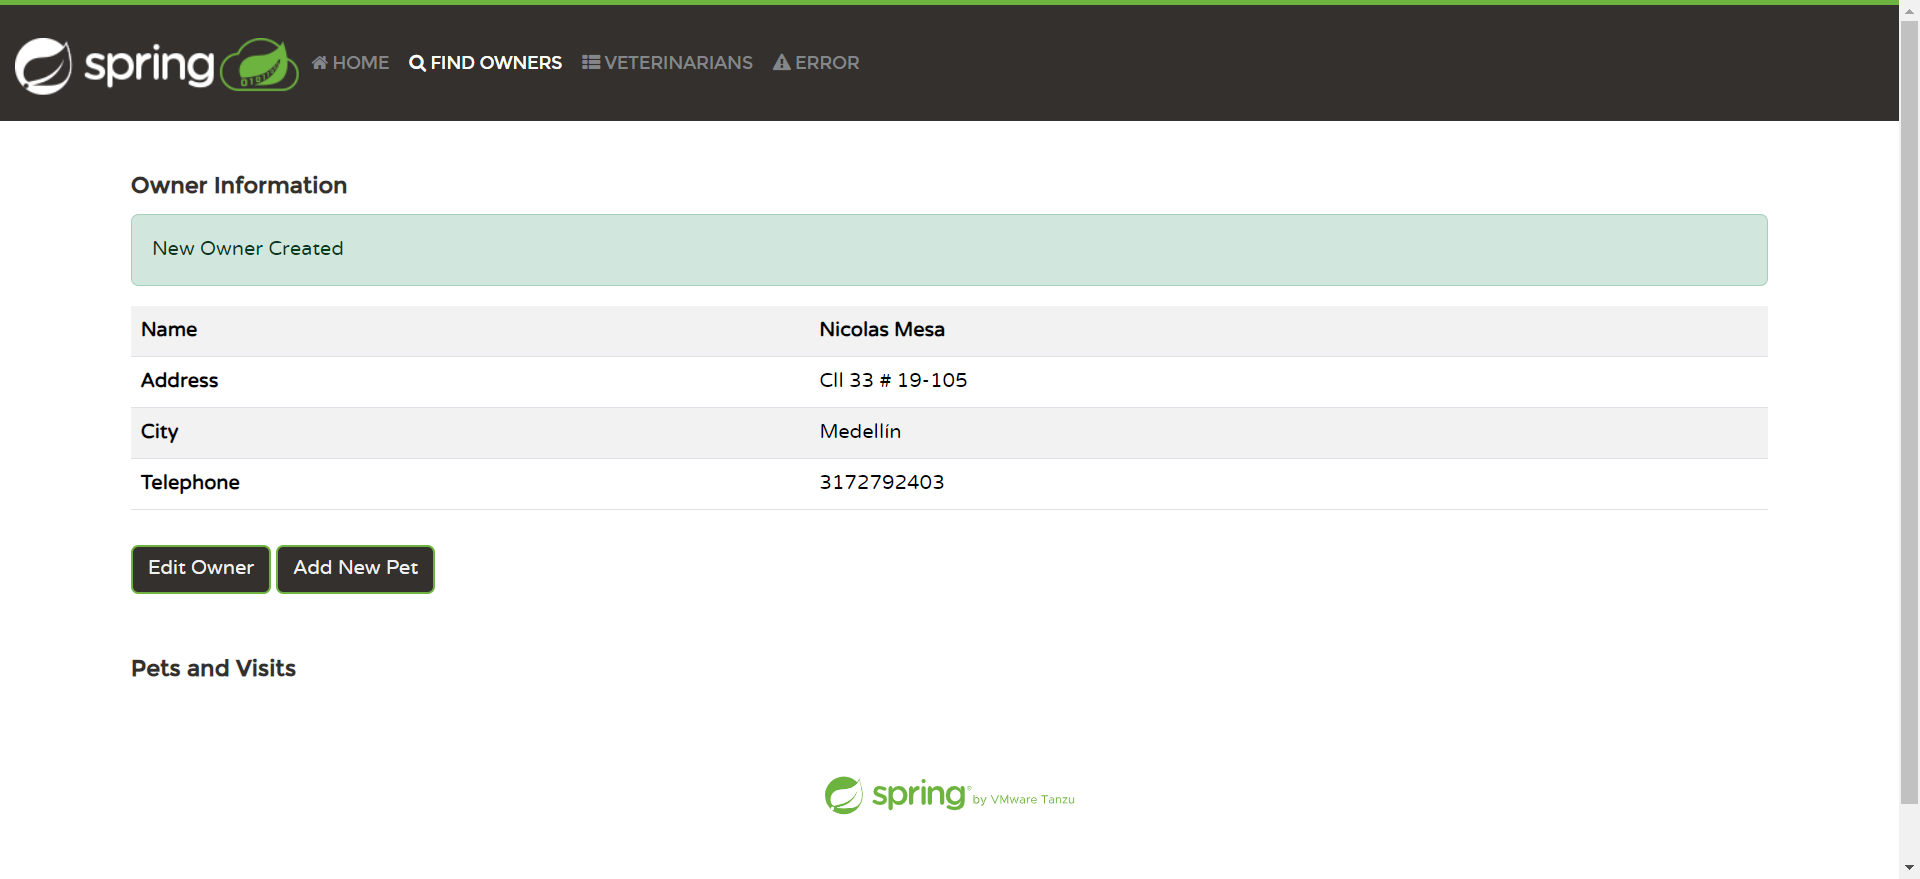 spring HOME FIND OWNERS VETERINARIANS ERROR
Owner Information
New Owner Created
Name Nicolas Mesa
Address Cll 33 # 19-105
City Medellín
Telephone 3172792403
Edit Owner Add New Pet
Pets and Visits
spring® by VMware Tanzu